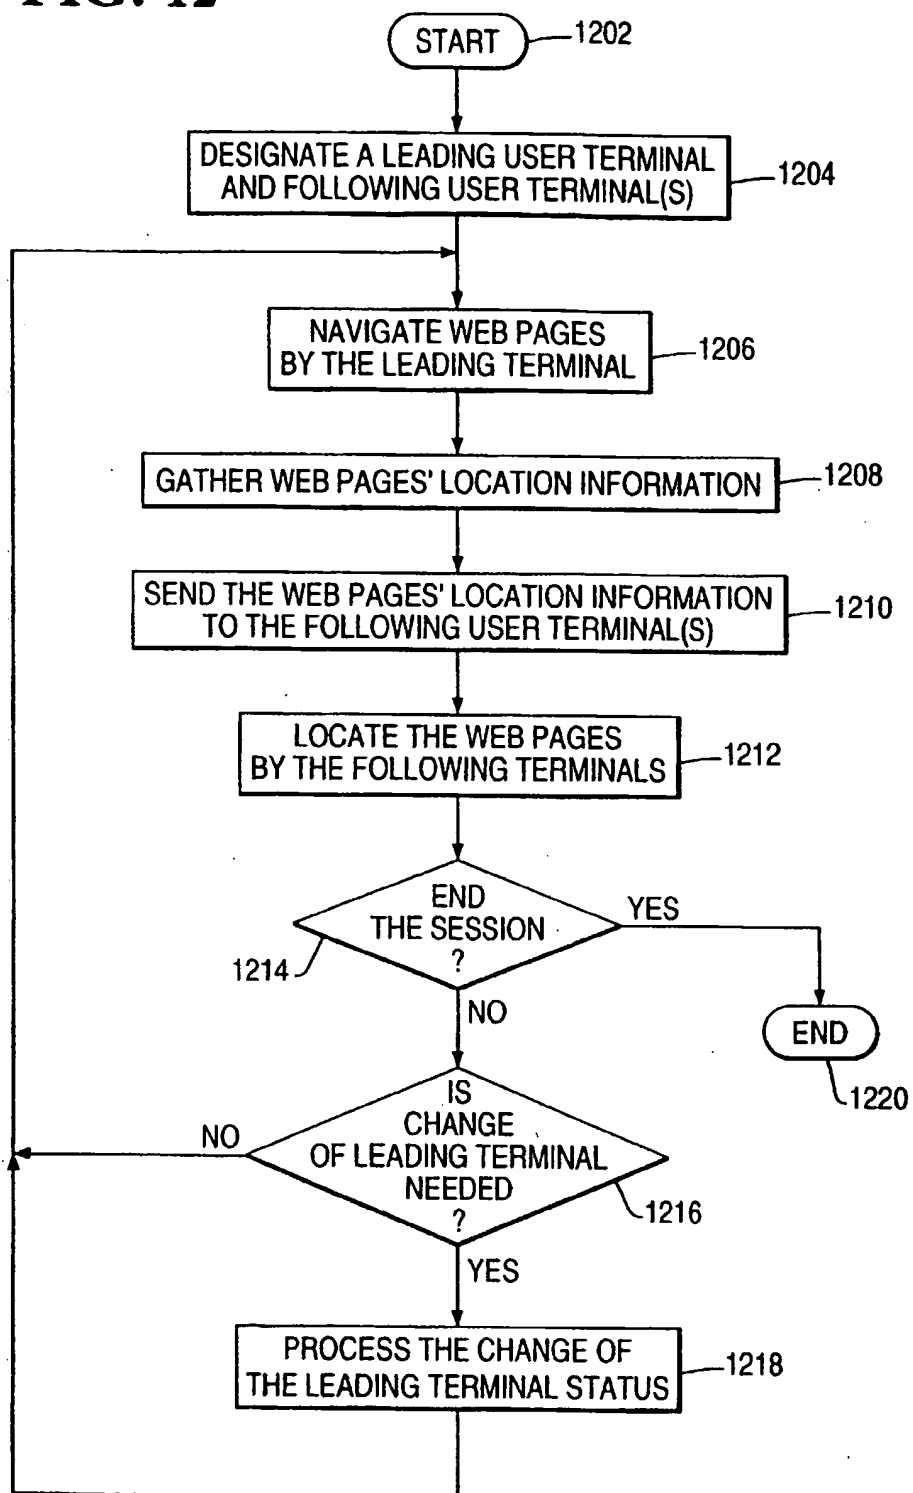 FIG. 12
START
1202
DESIGNATE A LEADING USER TERMINAL
AND FOLLOWING USER TERMINAL(S)
1204
NAVIGATE WEB PAGES
BY THE LEADING TERMINAL
1206
GATHER WEB PAGES' LOCATION INFORMATION
1208
SEND THE WEB PAGES' LOCATION INFORMATION
TO THE FOLLOWING USER TERMINAL(S)
1210
LOCATE THE WEB PAGES
BY THE FOLLOWING TERMINALS
1212
END
THE SESSION
?
YES
1214
NO
END
1220
IS
CHANGE
OF LEADING TERMINAL
NEEDED
?
NO
1216
YES
PROCESS THE CHANGE OF
THE LEADING TERMINAL STATUS
1218